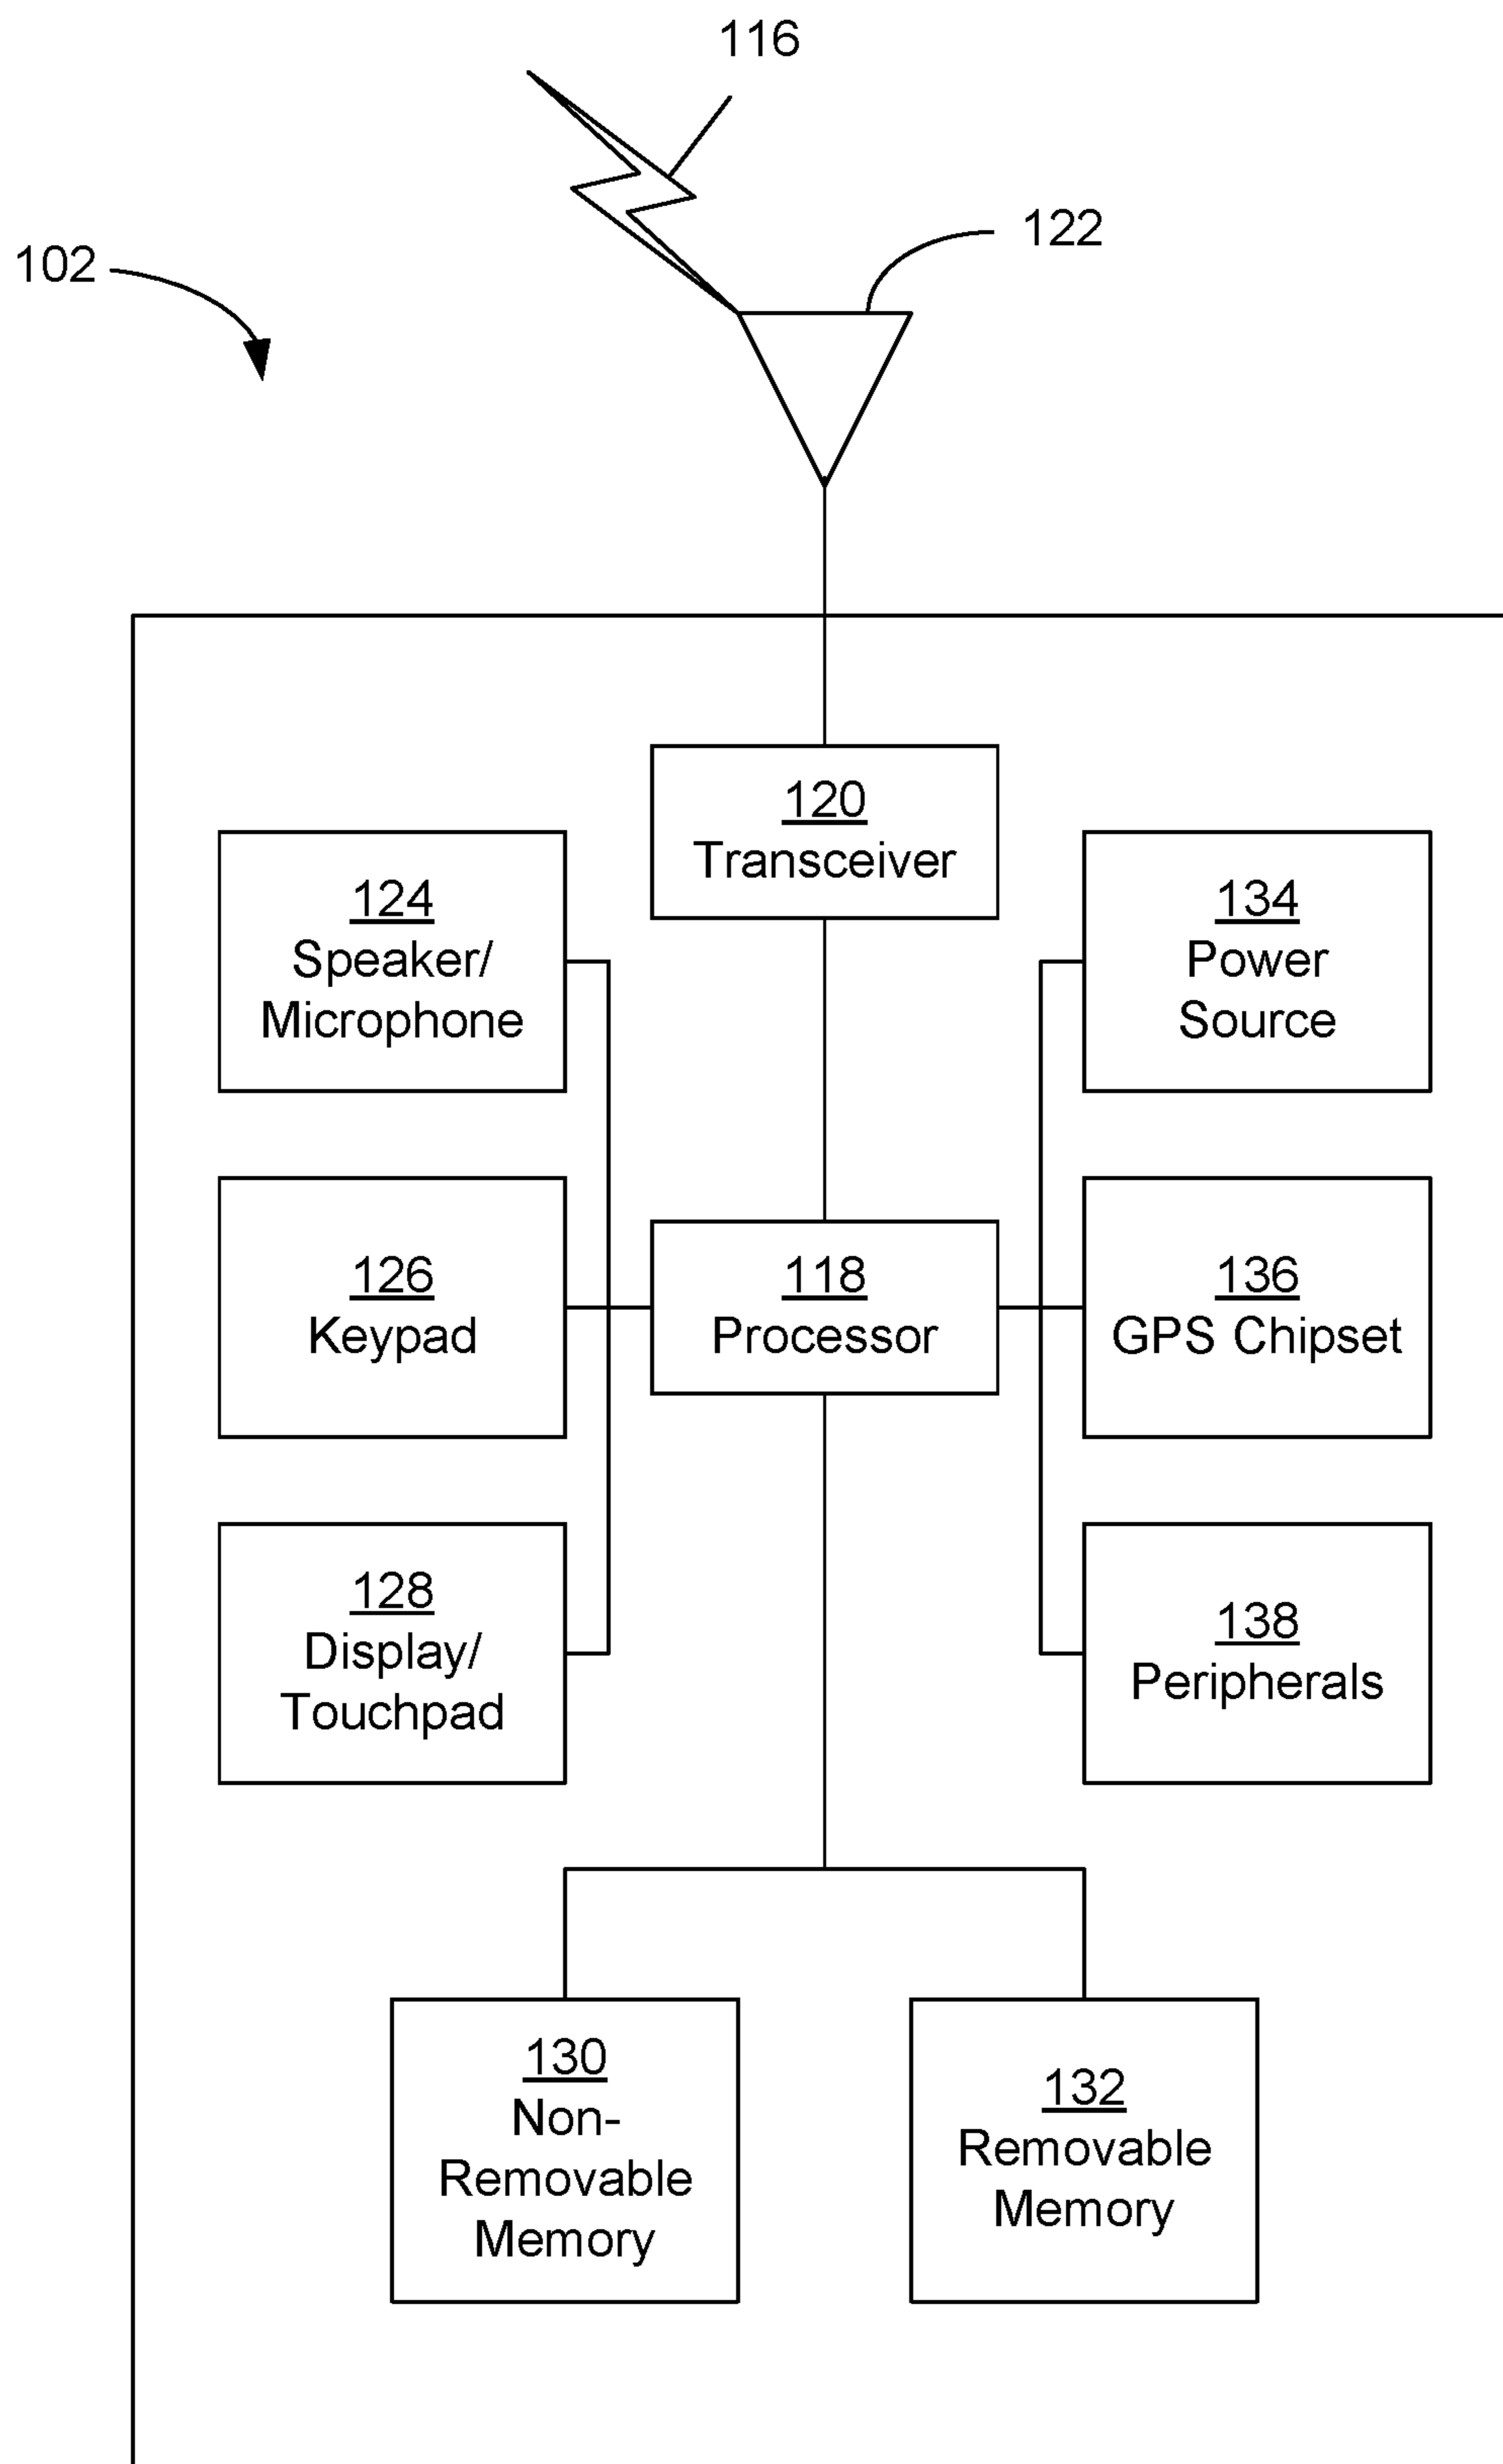 116
122
102
120
Transceiver
124
Speaker/
Microphone
134
Power
Source
126
Keypad
118
Processor
136
GPS Chipset
128
Display/
Touchpad
138
Peripherals
130
Non-
Removable
Memory
132
Removable
Memory